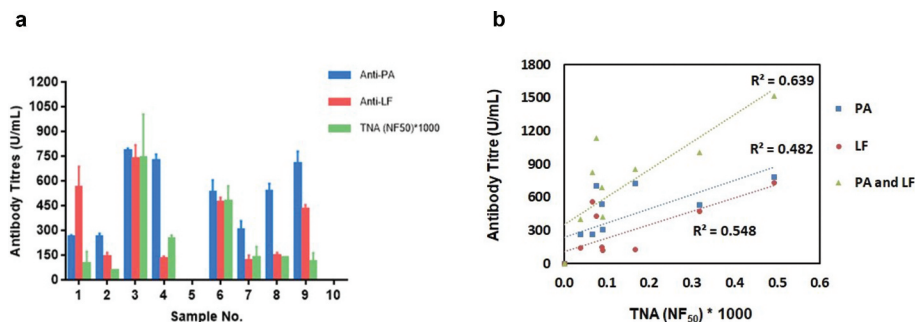 a
1200
1050
900
750
600
450
300
150
0
Antibody Titres (U/mL)
1 2 3 4 5 6 7 8 9 10
Sample No.
Anti-PA
Anti-LF
TNA (NF50)*1000
b
1800
1500
1200
900
600
300
0
Antibody Titre (U/mL)
0.0 0.1 0.2 0.3 0.4 0.5 0.6
TNA (NF₅₀) * 1000
R² = 0.639
R² = 0.482
R² = 0.548
PA
LF
PA and LF